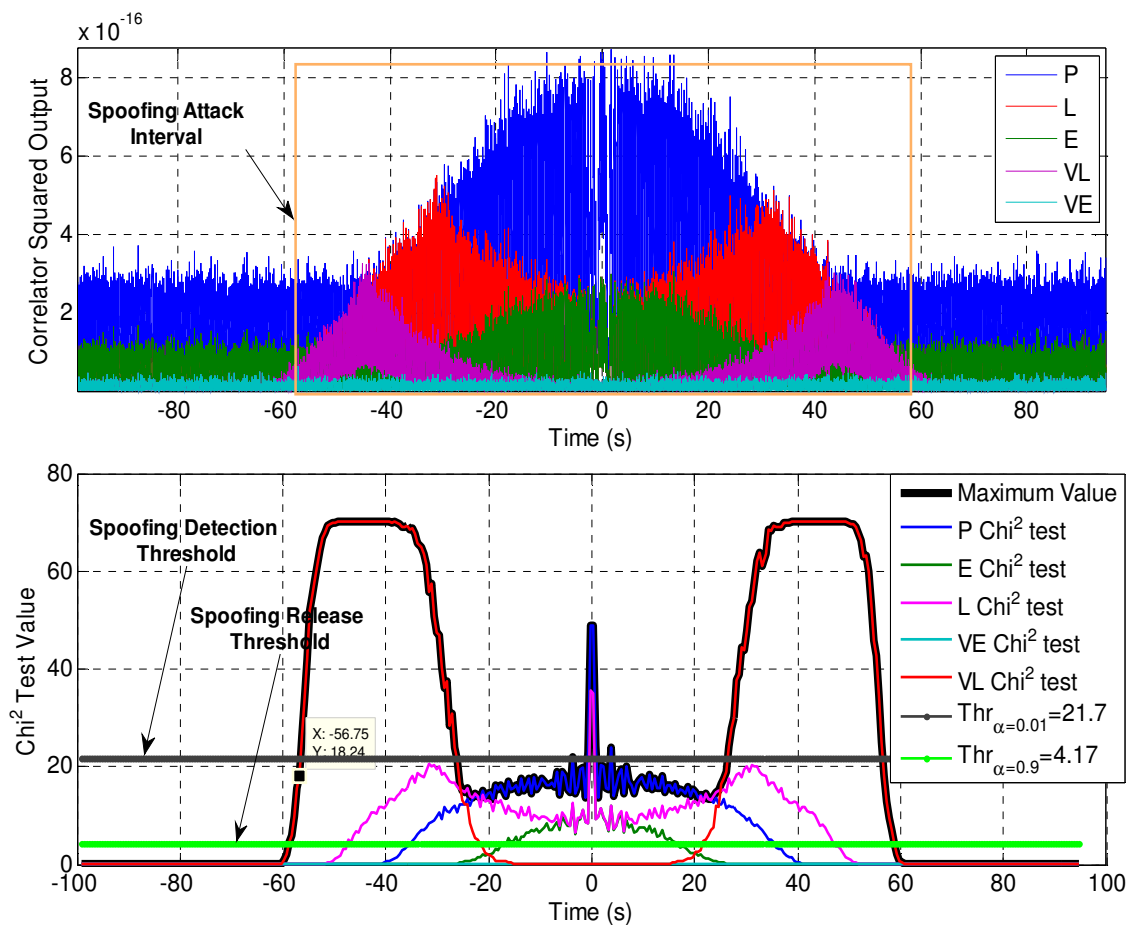 x 10⁻¹⁶
8
6
4
2
Correlator Squared Output
Spoofing Attack
Interval
P
L
E
VL
VE
-80 -60 -40 -20 0 20 40 60 80
Time (s)
80
60
40
20
0
Chi² Test Value
Spoofing Detection
Threshold
Spoofing Release
Threshold
X: -56.75
Y: 18.24
Maximum Value
P Chi² test
E Chi² test
L Chi² test
VE Chi² test
VL Chi² test
Thr_α=0.01=21.7
Thr_α=0.9=4.17
-100 -80 -60 -40 -20 0 20 40 60 80 100
Time (s)